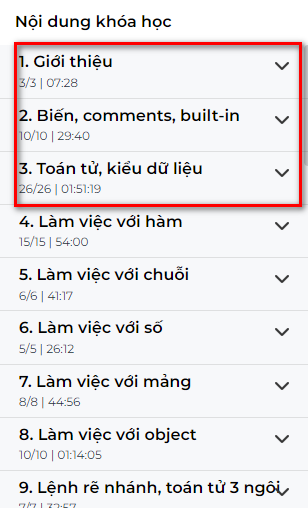 Nội dung khóa học
1. Giới thiệu
3/3 | 07:28
2. Biến, comments, built-in
10/10 | 29:40
3. Toán tử, kiểu dữ liệu
26/26 | 01:51:19
4. Làm việc với hàm
15/15 | 54:00
5. Làm việc với chuỗi
6/6 | 41:17
6. Làm việc với số
5/5 | 26:12
7. Làm việc với mảng
8/8 | 44:56
8. Làm việc với object
10/10 | 01:14:05
9. Lệnh rẽ nhánh, toán tử 3 ngôi
7/7 | 32:57